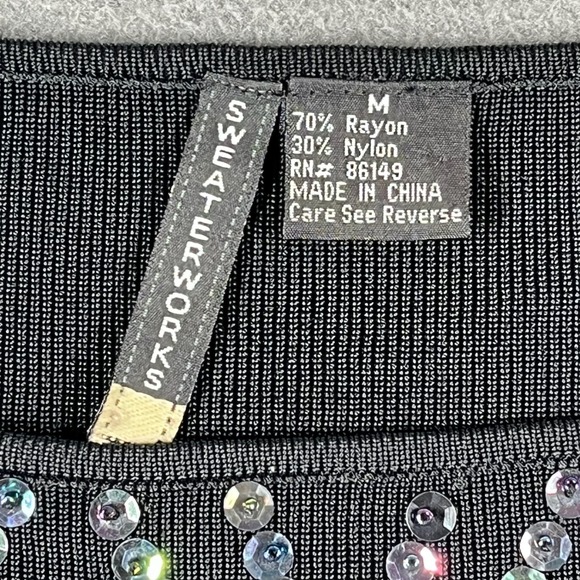 SWEATERWORKS
M
70% Rayon
30% Nylon
RN# 86149
MADE IN CHINA
Care See Reverse